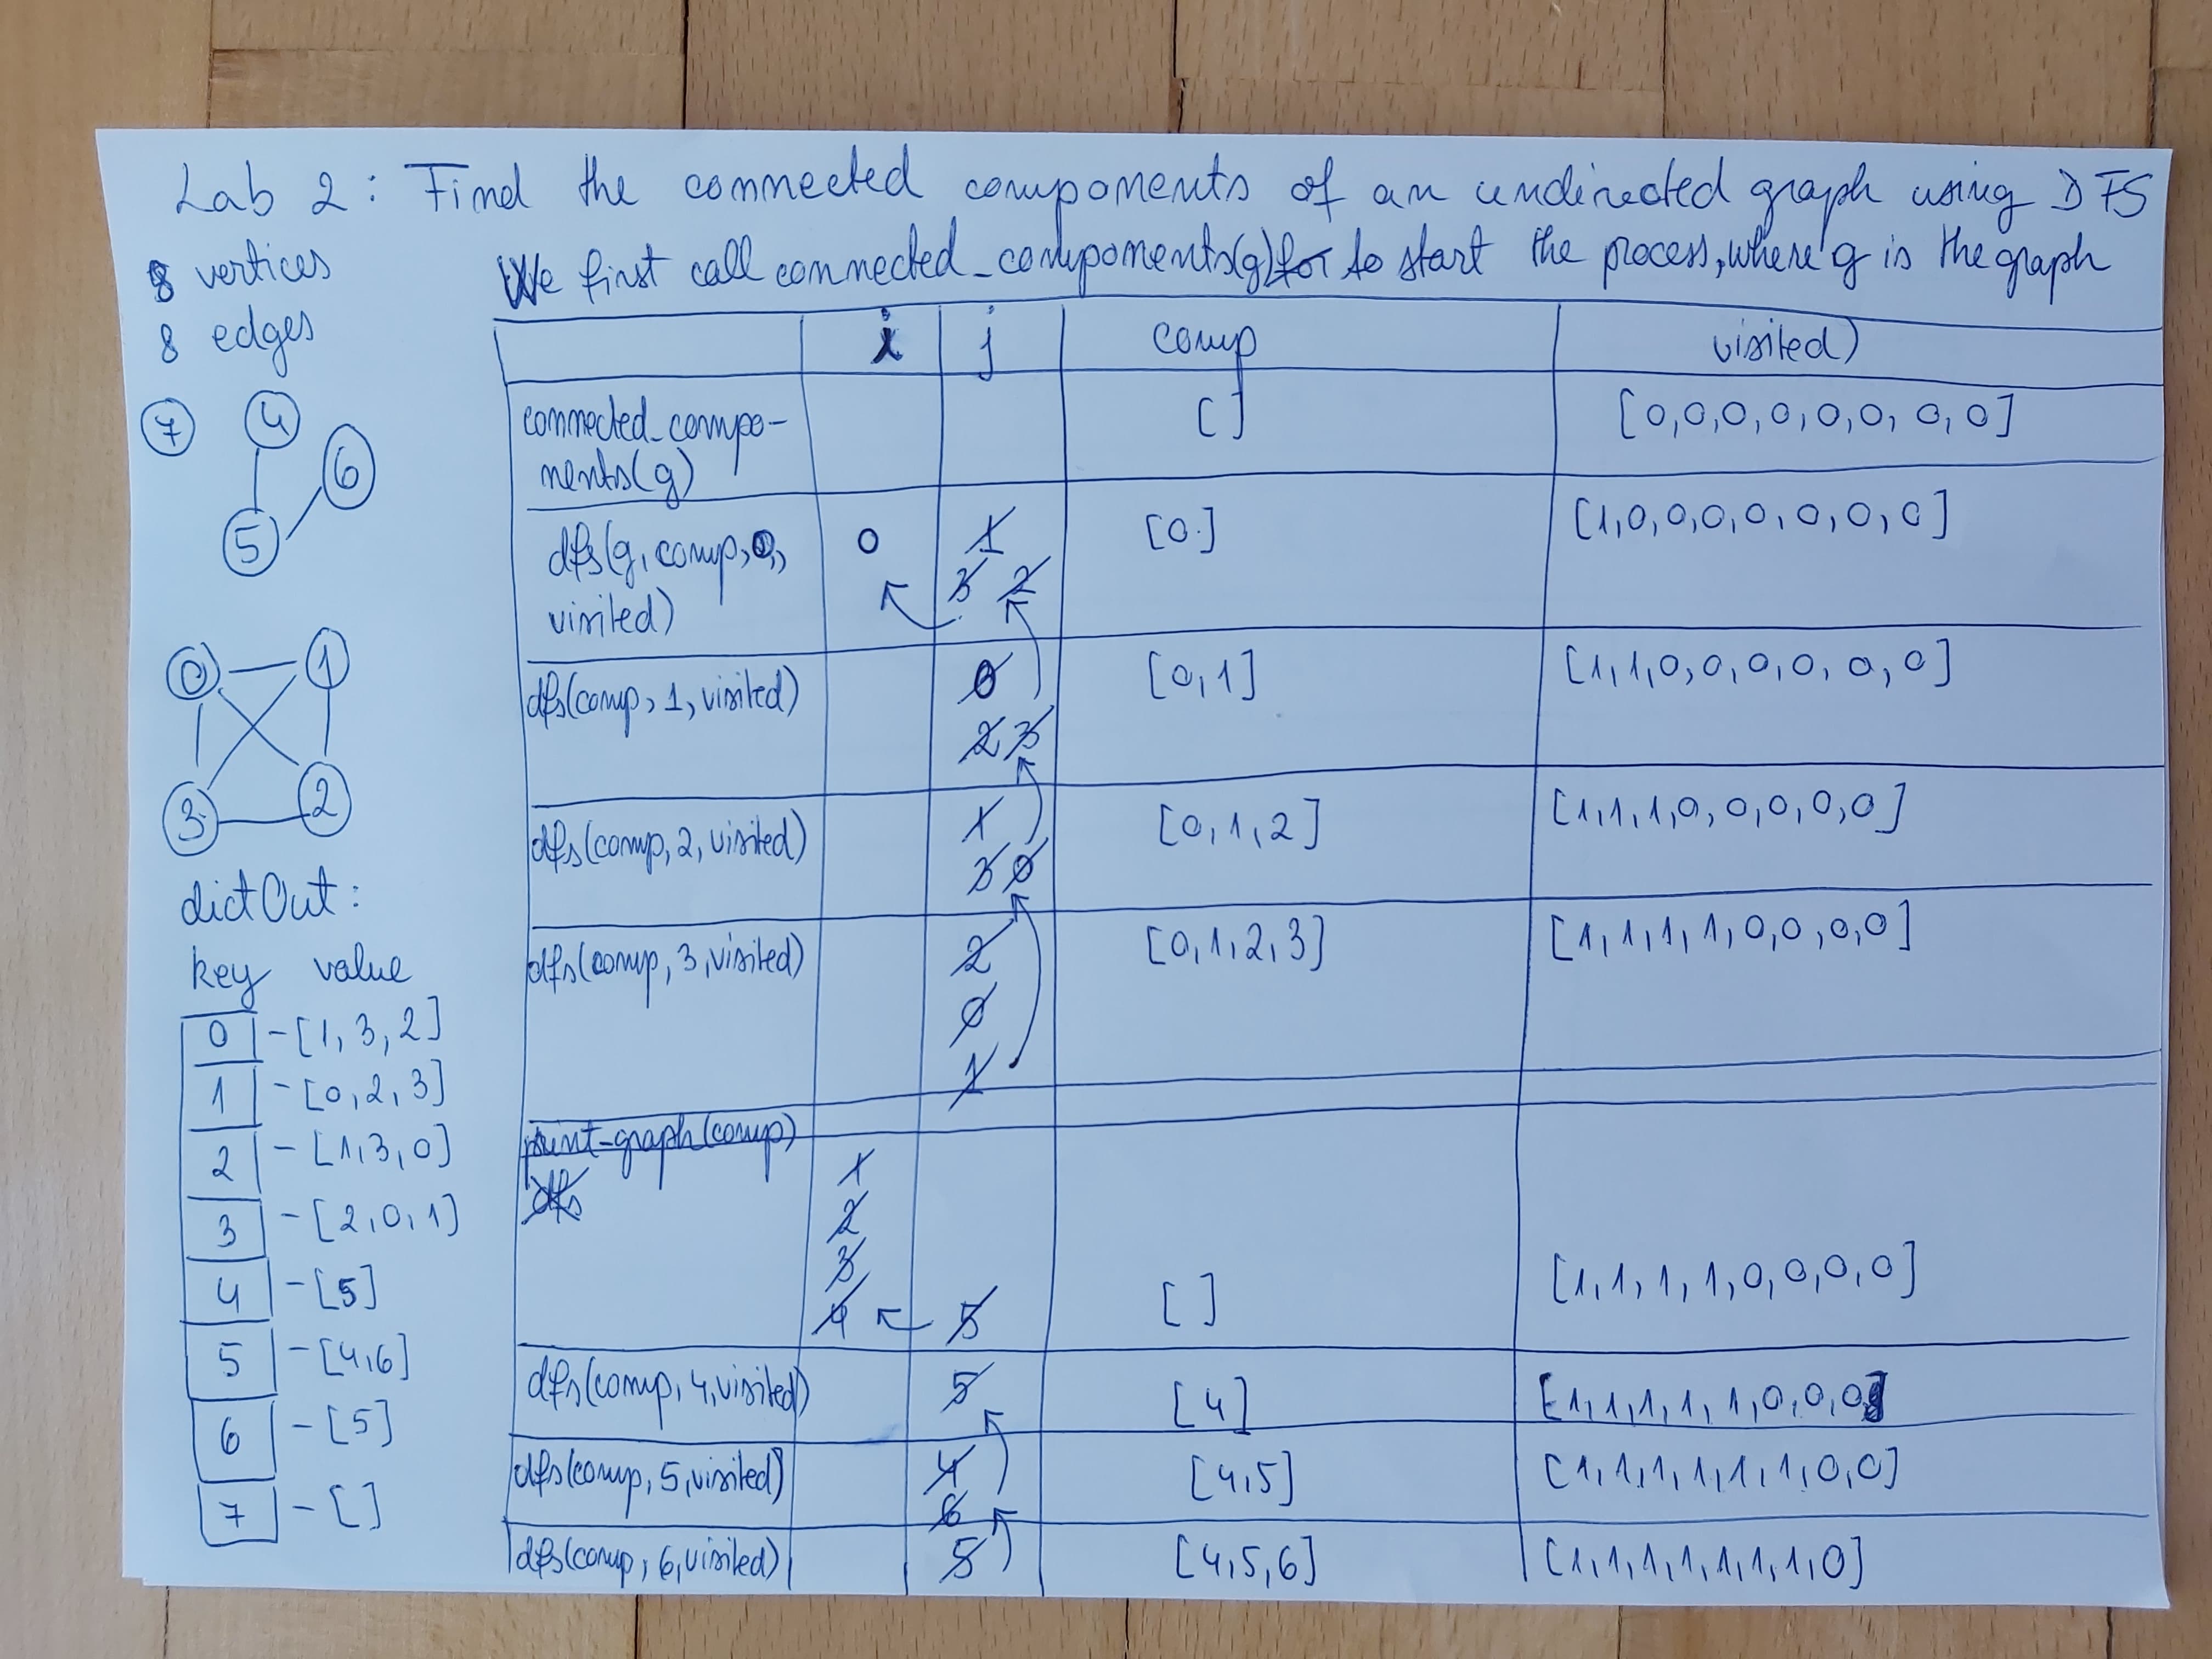 Lab 2: Find the connected components of an undirected graph using DFS
8 vertices
8 edges
We first call connected_components(g) for to start the process, where g is the graph
7 4
6
5
0 1
3 2
dictOut:
key value
0 - [1, 3, 2]
1 - [0, 2, 3]
2 - [1, 3, 0]
3 - [2, 0, 1]
4 - [5]
5 - [4,6]
6 - [5]
7 - [ ]
i j comp visited)
connected_compo- [ ] [0,0,0,0,0,0,0,0]
nents(g)
dfs(g, comp, 0, 0 1 [0] [1,0,0,0,0,0,0,0]
visited) 3 2
dfs(comp, 1, visited) 0 [0,1] [1,1,0,0,0,0,0,0]
2 3
dfs(comp, 2, visited) 1 [0,1,2] [1,1,1,0,0,0,0,0]
3 0
dfs(comp, 3, visited) 2 [0,1,2,3] [1,1,1,1,0,0,0,0]
0
1
print-graph(comp)
dfs 1
2
3
4 5 [ ] [1,1,1,1,0,0,0,0]
dfs(comp, 4, visited) 5 [4] [1,1,1,1,1,0,0,0]
dfs(comp, 5, visited) 4 [4,5] [1,1,1,1,1,1,0,0]
6
dfs(comp, 6, visited) 5 [4,5,6] [1,1,1,1,1,1,1,0]